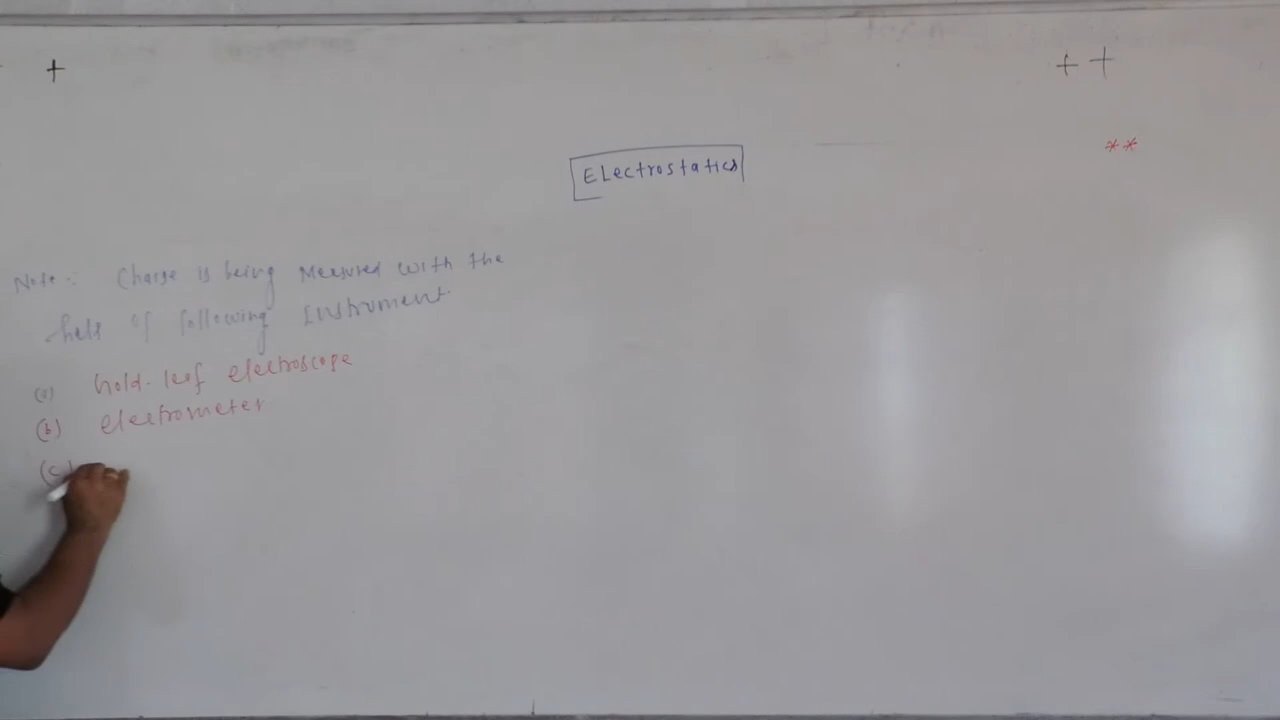 +
++
**
ELectrostatics
Note:- Charge is being Measured with the
help of following Instrument
(a) Gold-leaf electroscope
(b) electrometer
(c)